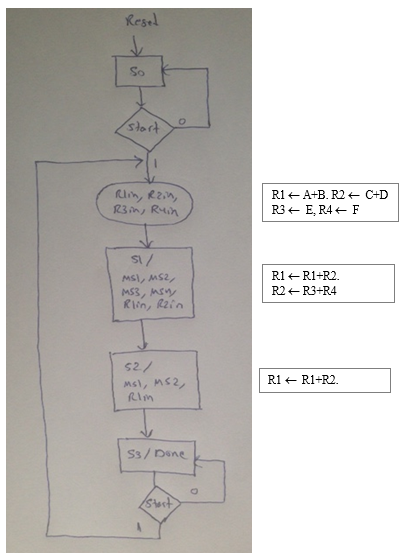 Reset
S0
Start
0
1
R1in, R2in,
R3in, R4in
R1 ← A+B. R2 ← C+D
R3 ← E, R4 ← F
S1/
MS1, MS2,
MS3, MS4,
R1in, R2in
R1 ← R1+R2.
R2 ← R3+R4
S2/
MS1, MS2,
R1in
R1 ← R1+R2.
S3/Done
Start
0
1